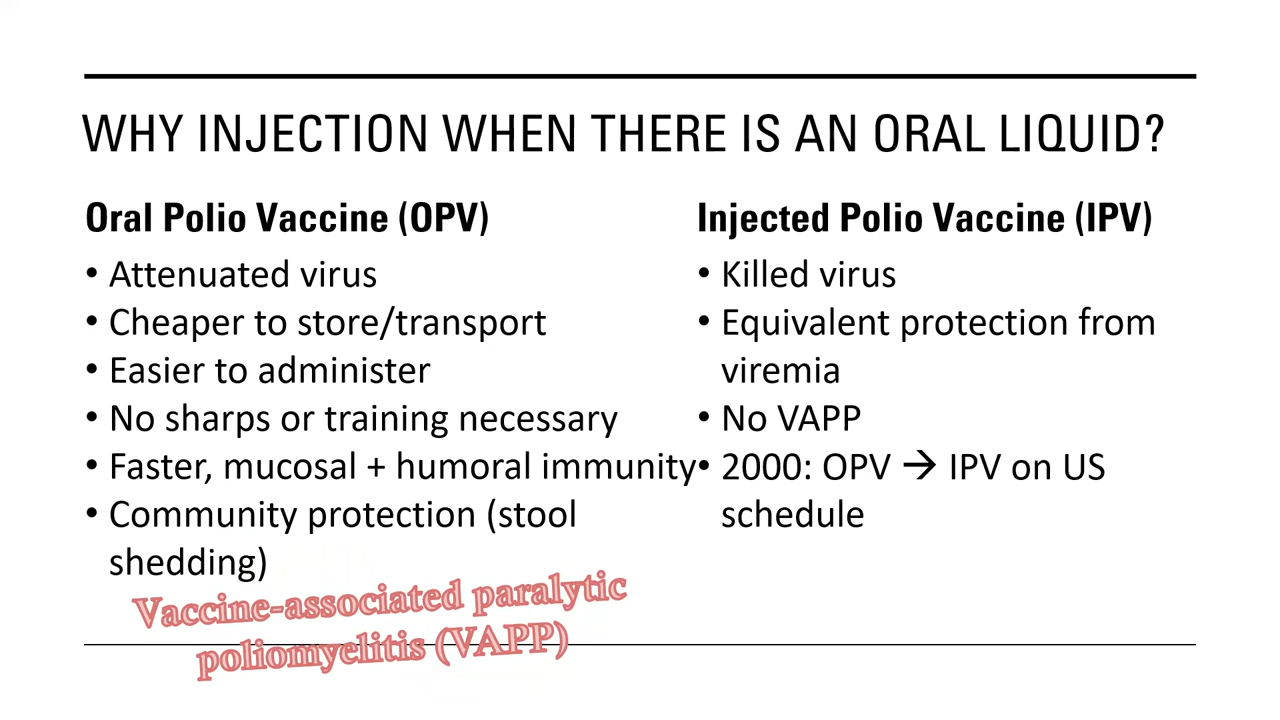 WHY INJECTION WHEN THERE IS AN ORAL LIQUID?
Oral Polio Vaccine (OPV)
• Attenuated virus
• Cheaper to store/transport
• Easier to administer
• No sharps or training necessary
• Faster, mucosal + humoral immunity
• Community protection (stool
shedding)
Vaccine-associated paralytic
poliomyelitis (VAPP)
Injected Polio Vaccine (IPV)
• Killed virus
• Equivalent protection from
viremia
• No VAPP
• 2000: OPV → IPV on US
schedule